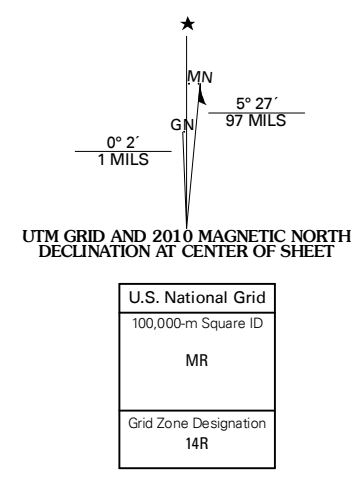 MN
5° 27´
97 MILS
GN
0° 2´
1 MILS
UTM GRID AND 2010 MAGNETIC NORTH
DECLINATION AT CENTER OF SHEET
U.S. National Grid
100,000-m Square ID
MR
Grid Zone Designation
14R